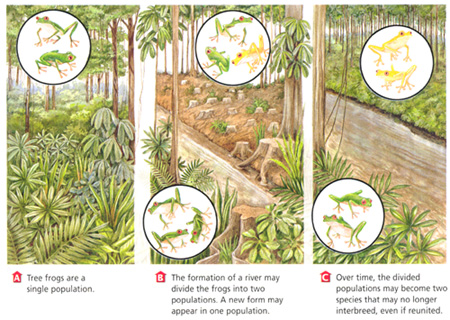 A Tree frogs are a
single population.
B The formation of a river may
divide the frogs into two
populations. A new form may
appear in one population.
C Over time, the divided
populations may become two
species that may no longer
interbreed, even if reunited.